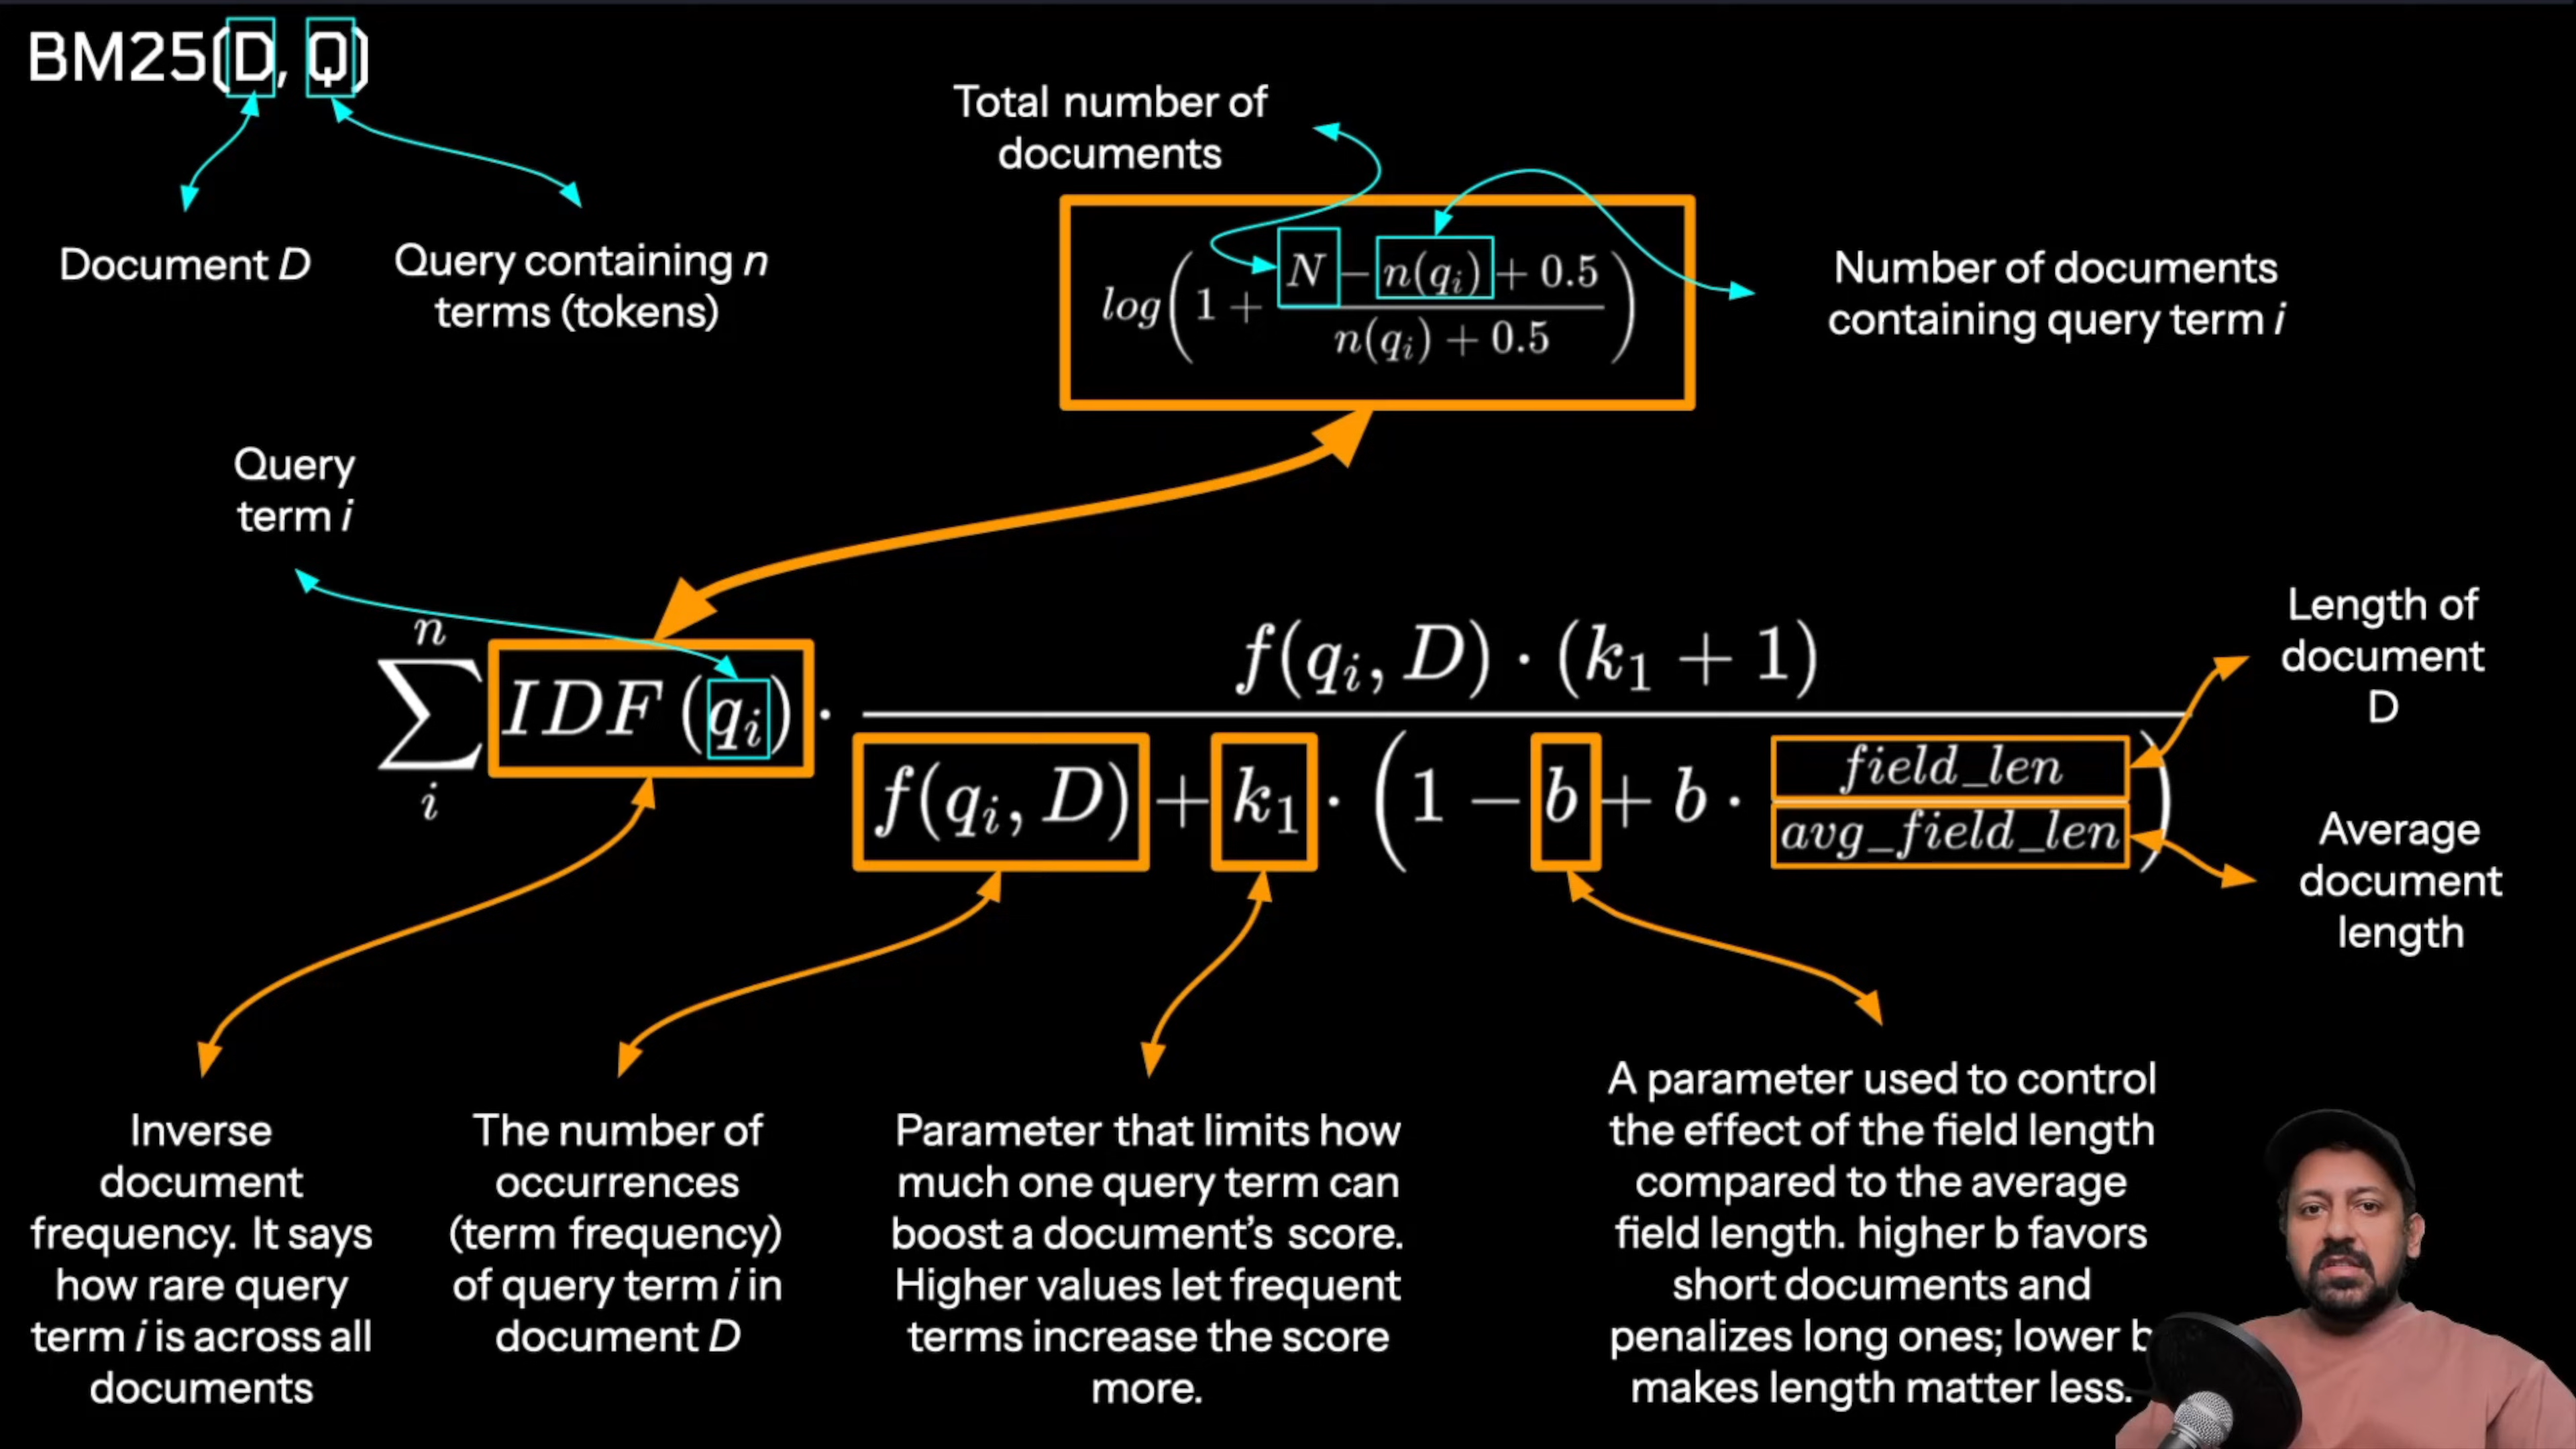 BM25(D, Q)
Document D
Query containing n
terms (tokens)
Total number of
documents
log(1 + (N − n(qᵢ) + 0.5) / (n(qᵢ) + 0.5))
Number of documents
containing query term i
Query
term i
n
∑ IDF(qᵢ) · f(qᵢ, D) · (k₁ + 1)
i
f(qᵢ, D) + k₁ · (1 − b + b · field_len / avg_field_len)
Length of
document
D
Average
document
length
Inverse
document
frequency. It says
how rare query
term i is across all
documents
The number of
occurrences
(term frequency)
of query term i in
document D
Parameter that limits how
much one query term can
boost a document’s score.
Higher values let frequent
terms increase the score
more.
A parameter used to control
the effect of the field length
compared to the average
field length. higher b favors
short documents and
penalizes long ones; lower b
makes length matter less.